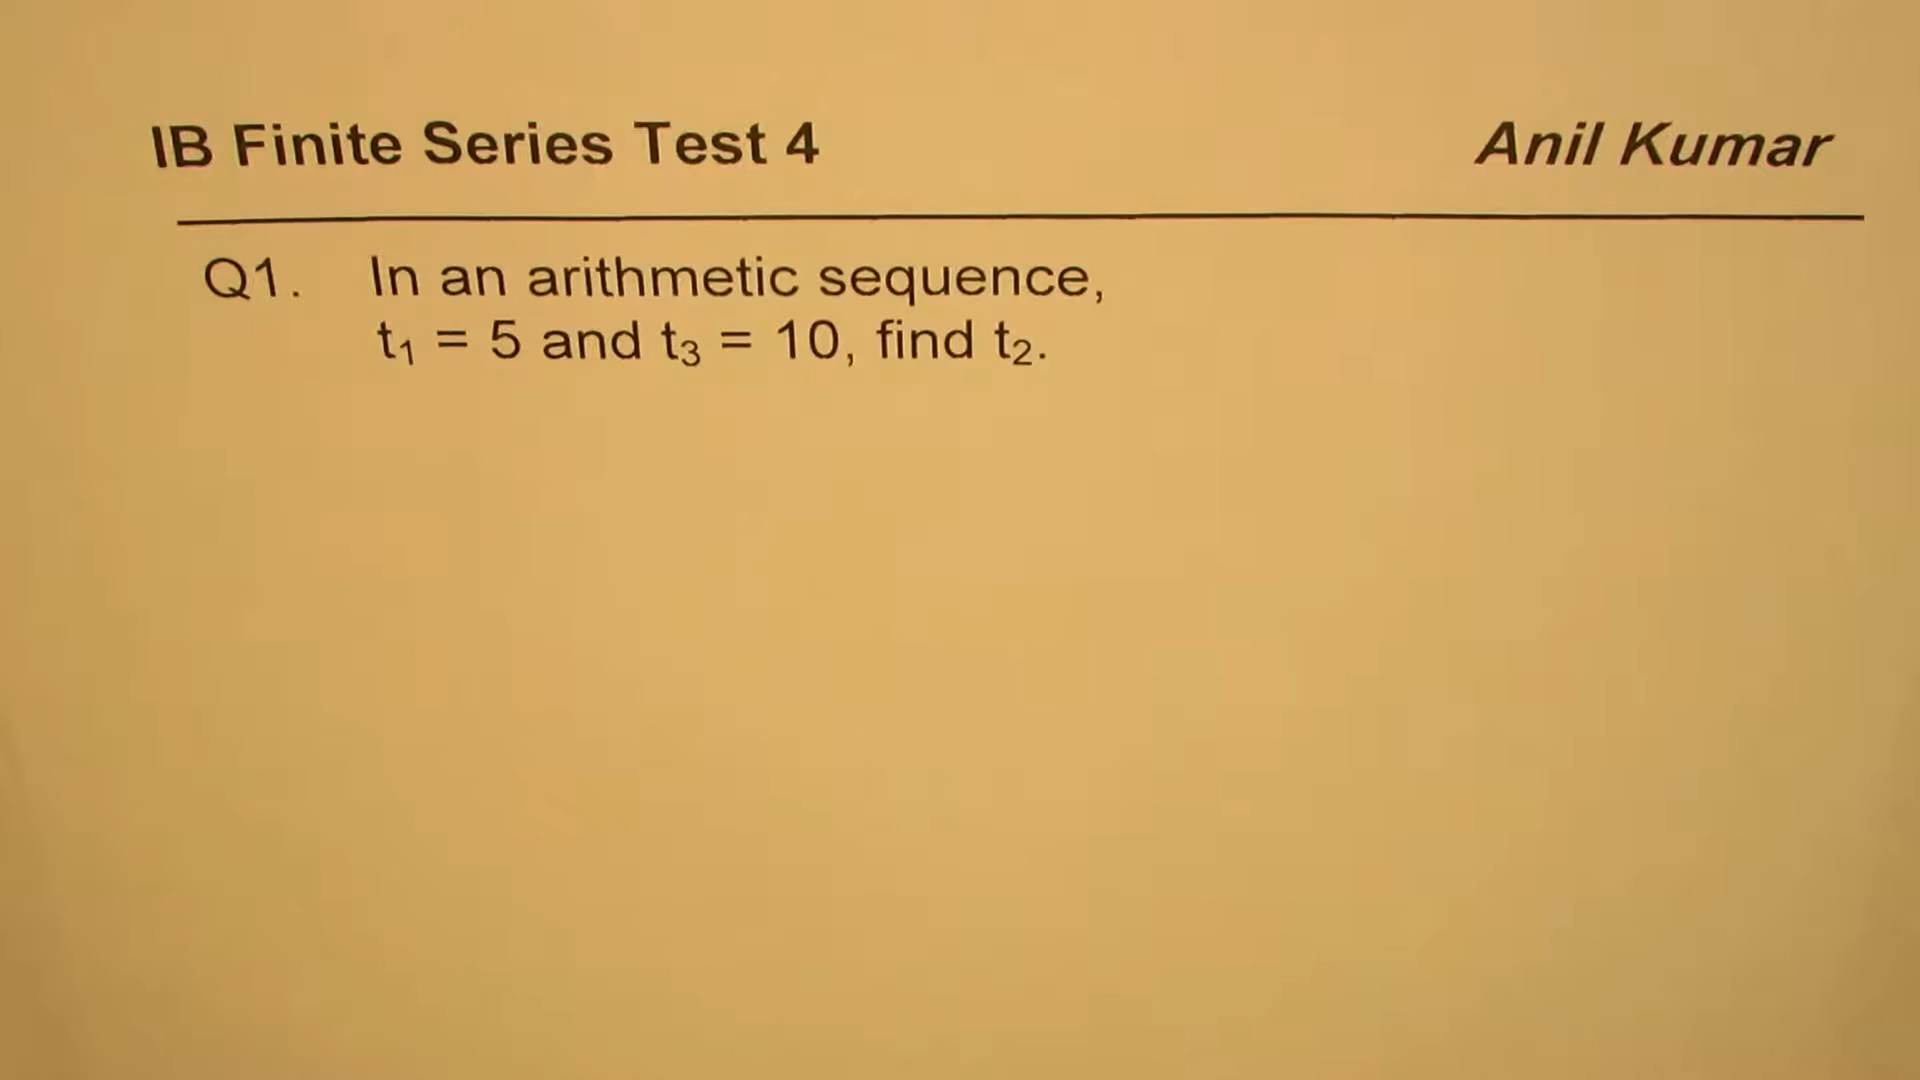 IB Finite Series Test 4 Anil Kumar
Q1. In an arithmetic sequence,
t₁ = 5 and t₃ = 10, find t₂.